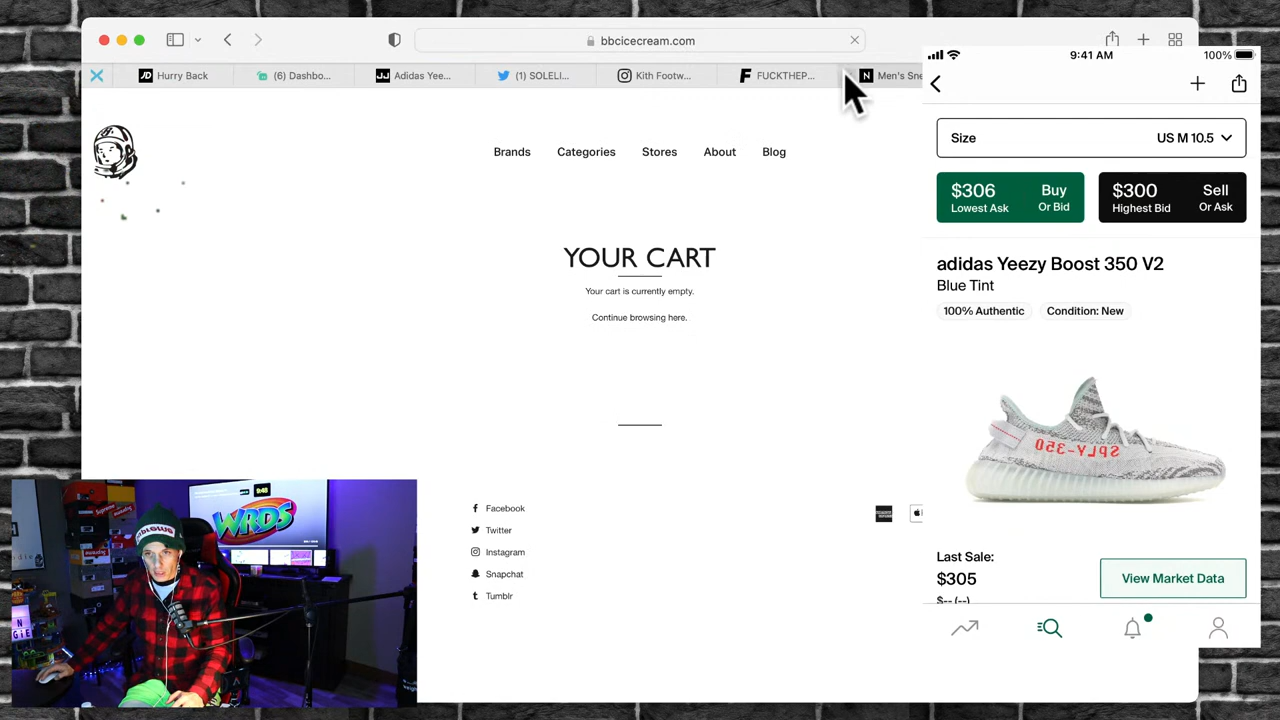 bbcicecream.com
Hurry Back
(6) Dashbo...
Adidas Yee...
SOLELI...
Kith Footw...
FUCKTHEP...
N
Men's Sne
Brands
Categories
Stores
About
Blog
YOUR CART
Your cart is currently empty.
Continue browsing here.
Facebook
Twitter
Instagram
Snapchat
Tumblr
9:41 AM
100%
Size
US M 10.5
$306
Lowest Ask
Buy
Or Bid
$300
Highest Bid
Sell
Or Ask
adidas Yeezy Boost 350 V2
Blue Tint
100% Authentic
Condition: New
SPLY-350
Last Sale:
$305
$-- (--)
View Market Data
WRDS
Supreme